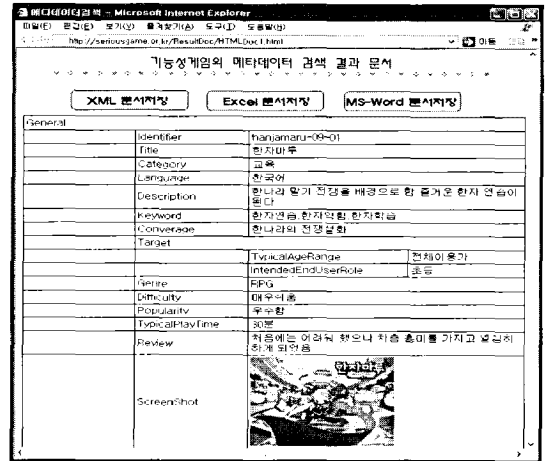 메타데이터검색 - Microsoft Internet Explorer
파일(F) 편집(E) 보기(V) 즐겨찾기(A) 도구(T) 도움말(H)
http://seriousgame.or.kr/ResultDoc/HTMLDoc1.html 이동
기능성게임의 메타데이터 검색 결과 문서
XML 문서저장 Excel 문서저장 MS-Word 문서저장
General
Identifier hanjamaru-09-01
Title 한자마루
Category 교육
Language 한국어
Description 한나라 말기 전쟁을 배경으로 한 즐거운 한자 연습이
된다
Keyword 한자연습,한자악힘,한자학습
Converage 한나라의 전쟁설화
Target
TypicalAgeRange 전체이용가
IntendedEndUserRole 초등
Genre RPG
Difficulty 매우쉬움
Popularity 우수함
TypicalPlayTime 30분
Review 처음에는 어려워 했으나 차츰 흥미를 가지고 열심히
하게 되었음
ScreenShot
한자마루